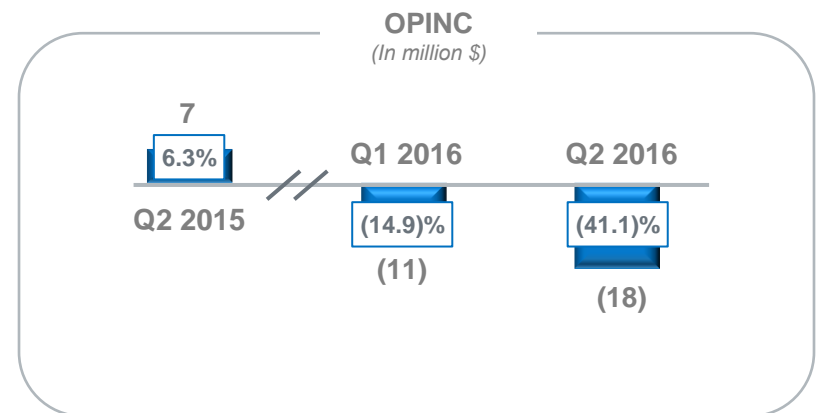 OPINC
(In million $)
7
6.3%
Q1 2016
Q2 2016
Q2 2015
(14.9)%
(41.1)%
(11)
(18)